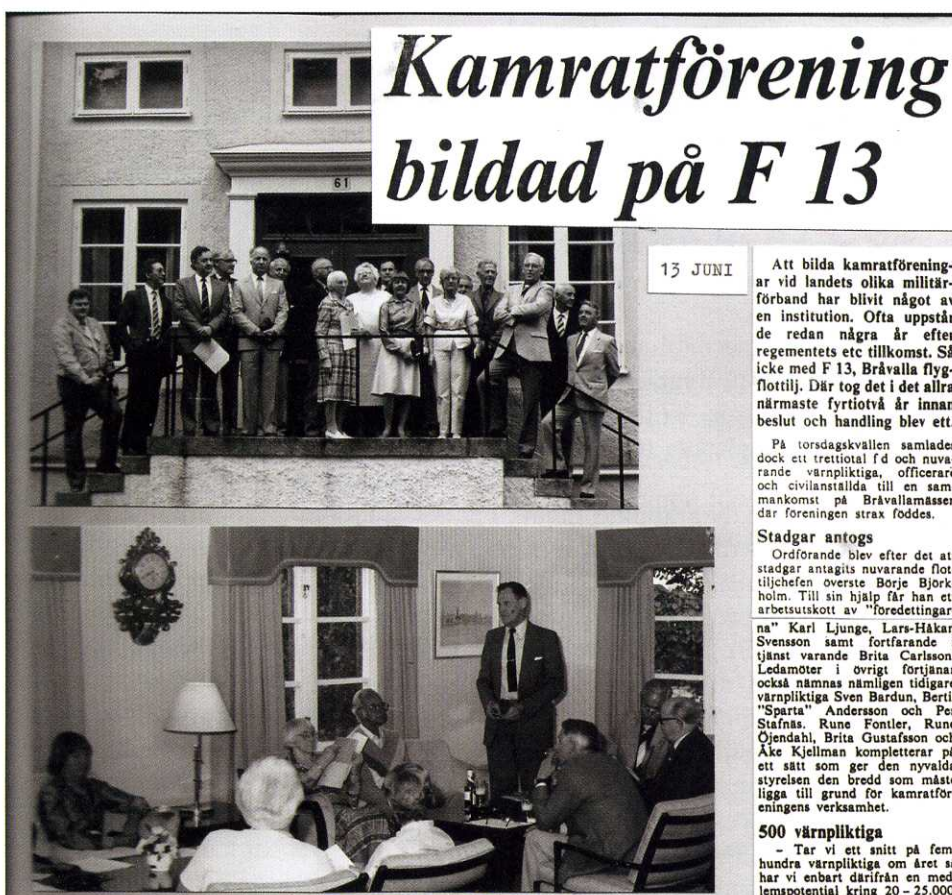 Kamratförening
bildad på F 13
61
13 JUNI
Att bilda kamratförening-
ar vid landets olika militär-
förband har blivit något av
en institution. Ofta uppstår
de redan några år efter
regementets etc tillkomst. Så
icke med F 13, Bråvalla flyg-
flottilj. Där tog det i det allra
närmaste fyrtiotvå år innan
beslut och handling blev ett.
På torsdagskvällen samlades
dock ett trettiotal f d och nuva-
rande värnpliktiga, officerare
och civilanställda till en sam-
mankomst på Bråvallamässen
där föreningen strax föddes.
Stadgar antogs
Ordförande blev efter det att
stadgar antagits nuvarande flot-
tiljchefen överste Börje Björk-
holm. Till sin hjälp får han ett
arbetsutskott av "föredettingar-
na" Karl Ljunge, Lars-Håkan
Svensson samt fortfarande
tjänst varande Brita Carlsson.
Ledamöter i övrigt förtjänar
också nämnas nämligen tidigare
värnpliktiga Sven Bardun, Bertil
"Sparta" Andersson och Per
Stafnäs. Rune Fontler, Rune
Öjendahl, Brita Gustafsson och
Åke Kjellman kompletterar på
ett sätt som ger den nyvalda
styrelsen den bredd som måste
ligga till grund för kamratför-
eningens verksamhet.
500 värnpliktiga
– Tar vi ett snitt på fem-
hundra värnpliktiga om året så
har vi enbart därifrån en med-
lemspotential kring 20 – 25.000